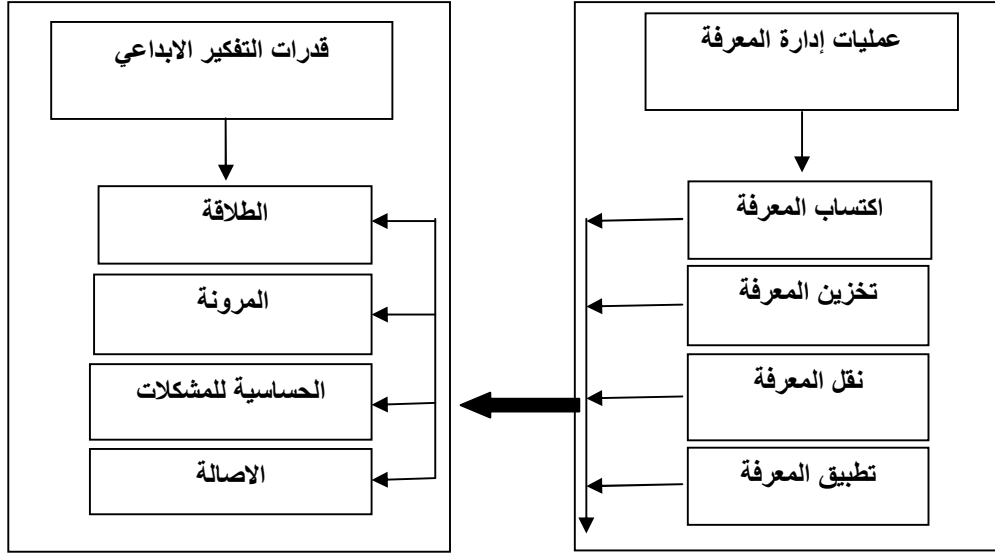 عمليات إدارة المعرفة
اكتساب المعرفة
تخزين المعرفة
نقل المعرفة
تطبيق المعرفة
قدرات التفكير الابداعي
الطلاقة
المرونة
الحساسية للمشكلات
الاصالة